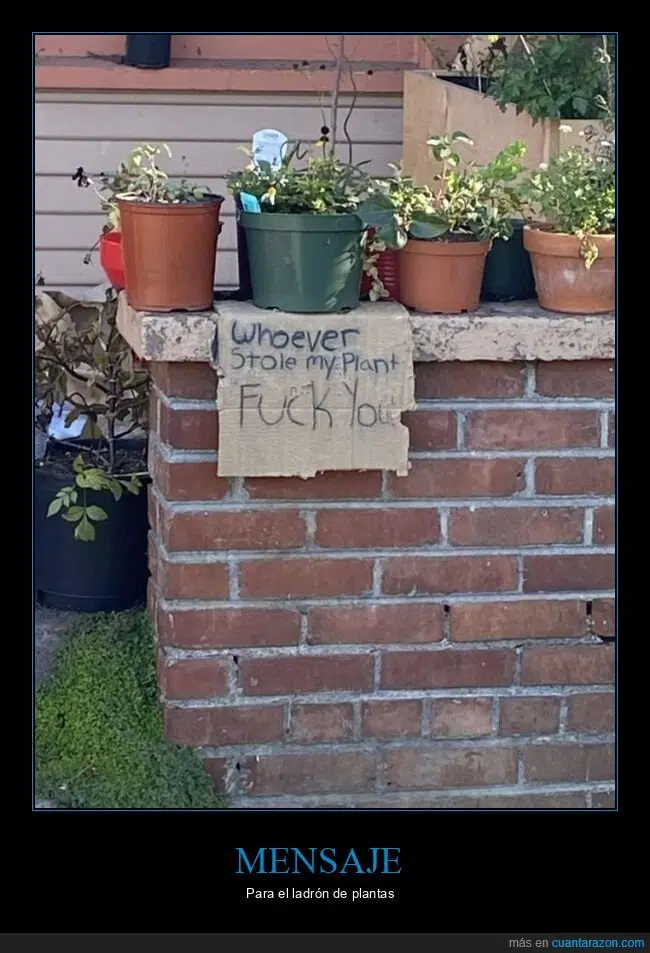 Whoever
Stole My Plant
FUCK You
MENSAJE
Para el ladrón de plantas
más en cuantarazon.com